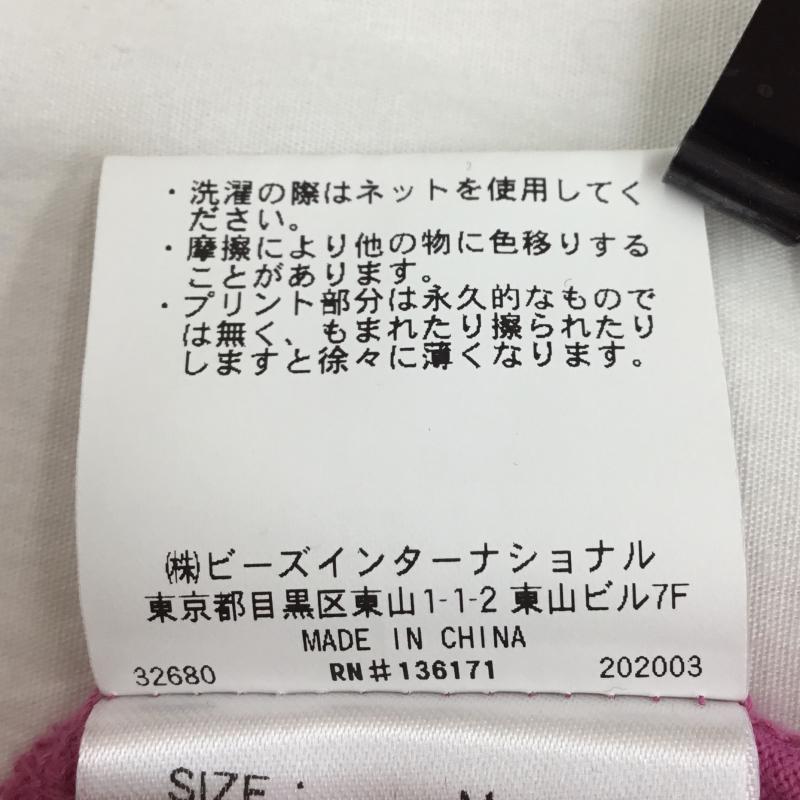 ・洗濯の際はネットを使用してく
ださい。
・摩擦により他の物に色移りする
ことがあります。
・プリント部分は永久的なもので
は無く、もまれたり擦られたり
しますと徐々に薄くなります。
㈱ビーズインターナショナル
東京都目黒区東山1-1-2 東山ビル7F
MADE IN CHINA
32680 RN#136171 202003
SIZE : M